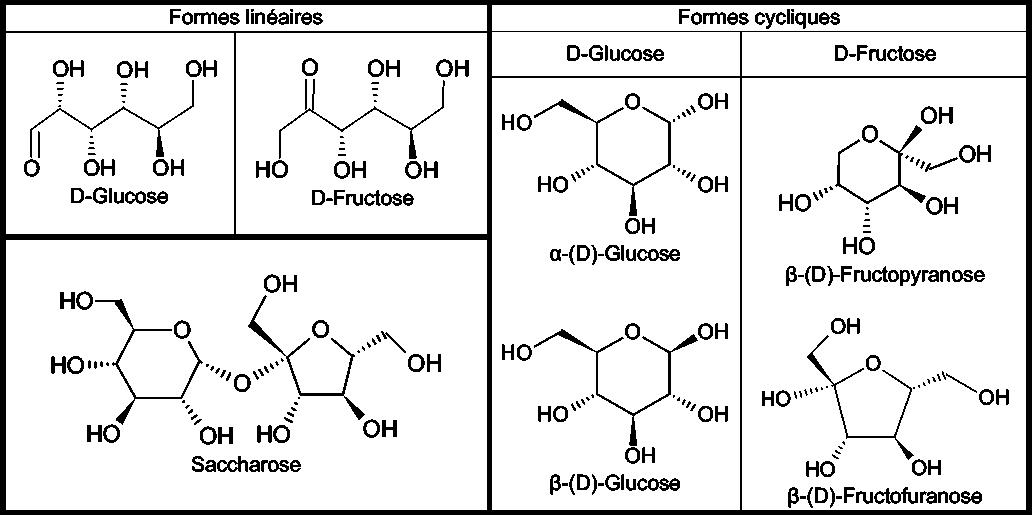 Formes linéaires
OH OH OH
O OH OH
D-Glucose
O OH OH
HO OH OH
D-Fructose
HO OH
HO O O
O OH
HO OH HO OH
Saccharose
Formes cycliques
D-Glucose
D-Fructose
O OH
HO
HO OH
OH
α-(D)-Glucose
OH
O OH
HO OH
HO
β-(D)-Fructopyranose
O OH
HO
HO OH
OH
β-(D)-Glucose
OH
O
HO OH
HO OH
β-(D)-Fructofuranose